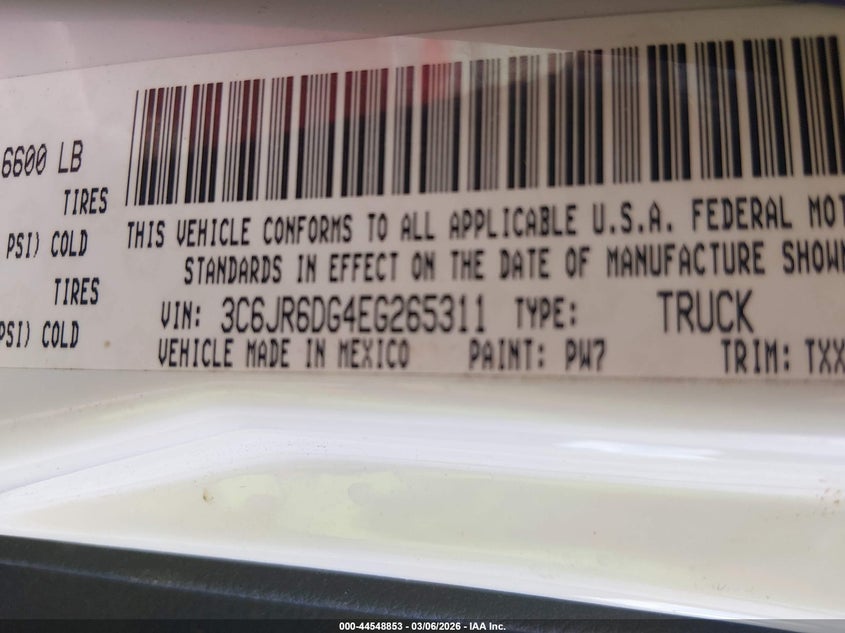 6600 LB
TIRES
PSI) COLD
TIRES
PSI) COLD
THIS VEHICLE CONFORMS TO ALL APPLICABLE U.S.A. FEDERAL MOT
STANDARDS IN EFFECT ON THE DATE OF MANUFACTURE SHOWN
VIN: 3C6JR6DG4EG265311 TYPE: TRUCK
VEHICLE MADE IN MEXICO PAINT: PW7 TRIM: TXX
000-44548853 — 03/06/2026 - IAA Inc.